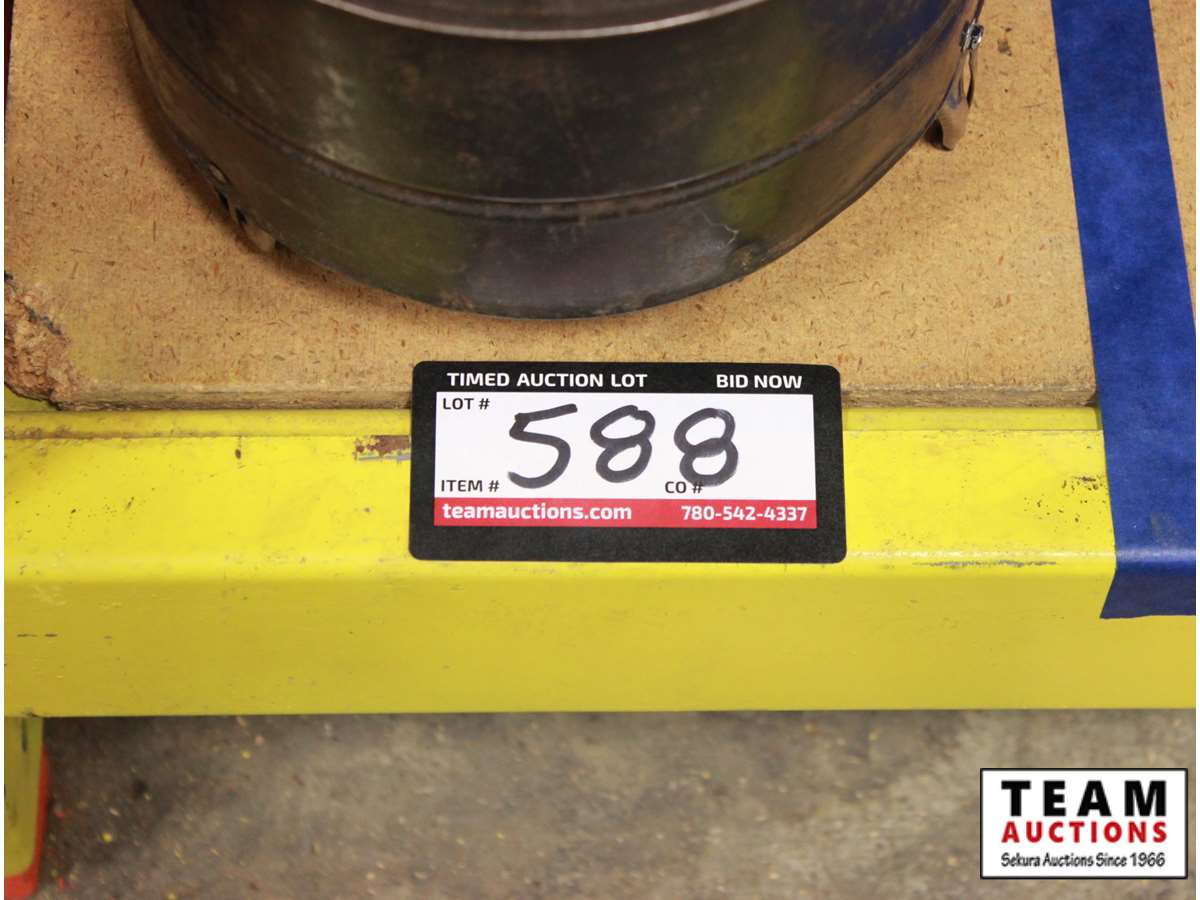 TIMED AUCTION LOT BID NOW
LOT # 588
ITEM # CO #
teamauctions.com 780-542-4337
TEAM
AUCTIONS
Sekura Auctions Since 1966